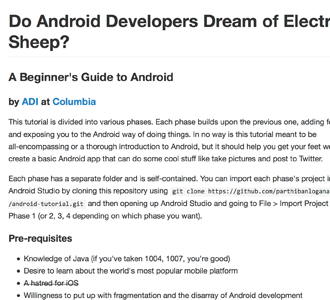 Do Android Developers Dream of Electr
Sheep?
A Beginner's Guide to Android
by ADI at Columbia
This tutorial is divided into various phases. Each phase builds upon the previous one, adding fe
and exposing you to the Android way of doing things. In no way is this tutorial meant to be
all-encompassing or a thorough introduction to Android, but it should help you get your feet we
create a basic Android app that can do some cool stuff like take pictures and post to Twitter.
Each phase has a separate folder and is self-contained. You can import each phase's project in
Android Studio by cloning this repository using git clone https://github.com/parthibanlogana
/android-tutorial.git and then opening up Android Studio and going to File > Import Project
Phase 1 (or 2, 3, 4 depending on which phase you want).
Pre-requisites
• Knowledge of Java (if you've taken 1004, 1007, you're good)
• Desire to learn about the world's most popular mobile platform
• A hatred for iOS
• Willingness to put up with fragmentation and the disarray of Android development